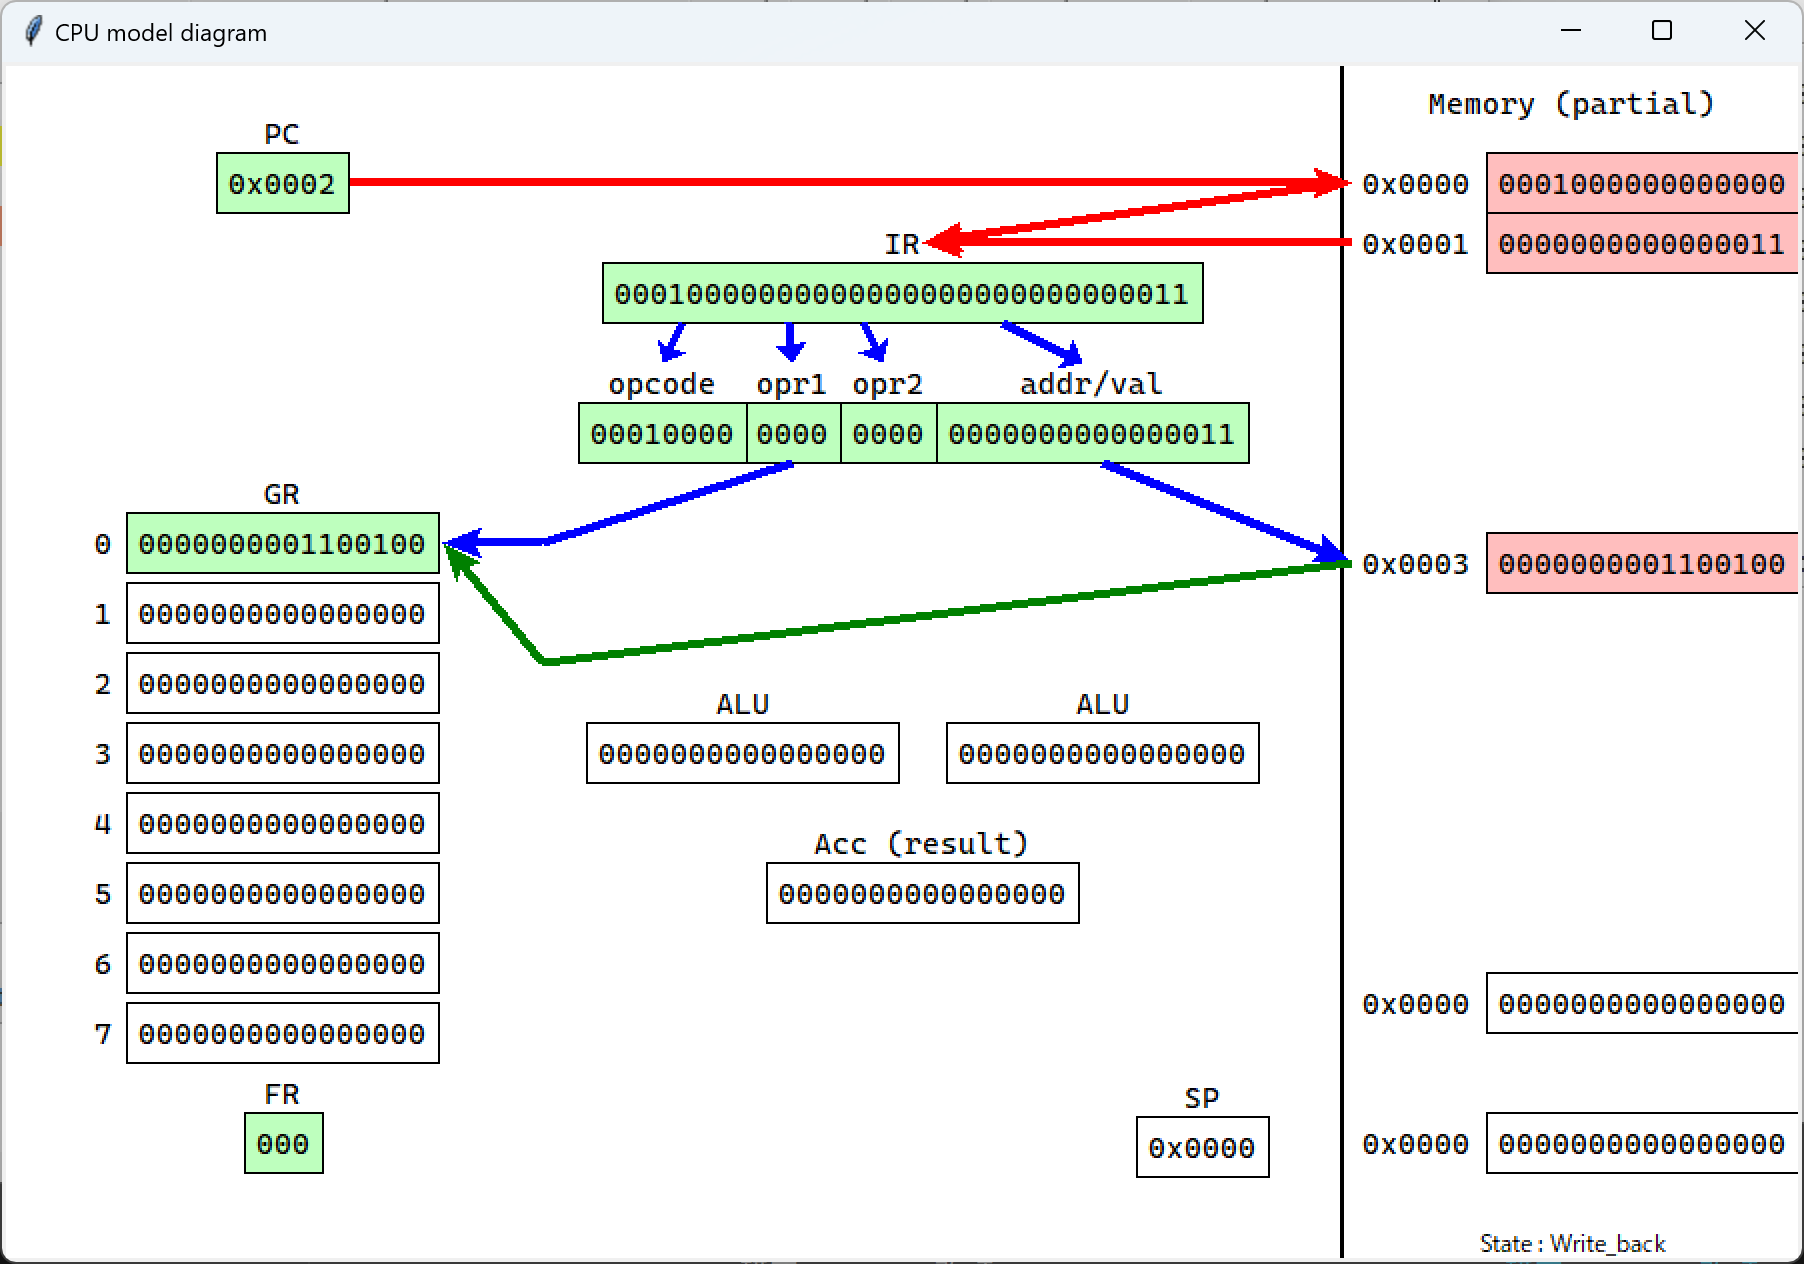 CPU model diagram
Memory (partial)
PC
0x0002
0x0000 0001000000000000
IR
0x0001 0000000000000011
00010000000000000000000000000011
opcode opr1 opr2 addr/val
00010000 0000 0000 0000000000000011
GR
0 0000000001100100
0x0003 0000000001100100
1 0000000000000000
2 0000000000000000
ALU ALU
3 0000000000000000
0000000000000000 0000000000000000
4 0000000000000000
Acc (result)
5 0000000000000000
0000000000000000
6 0000000000000000
0x0000 0000000000000000
7 0000000000000000
FR
SP
000
0x0000
0x0000 0000000000000000
State : Write_back